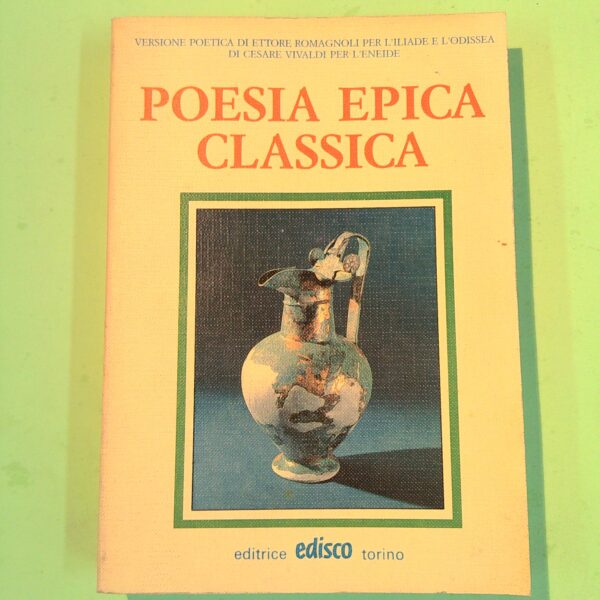 VERSIONE POETICA DI ETTORE ROMAGNOLI PER L'ILIADE E L'ODISSEA
DI CESARE VIVALDI PER L'ENEIDE
POESIA EPICA
CLASSICA
editrice edisco torino